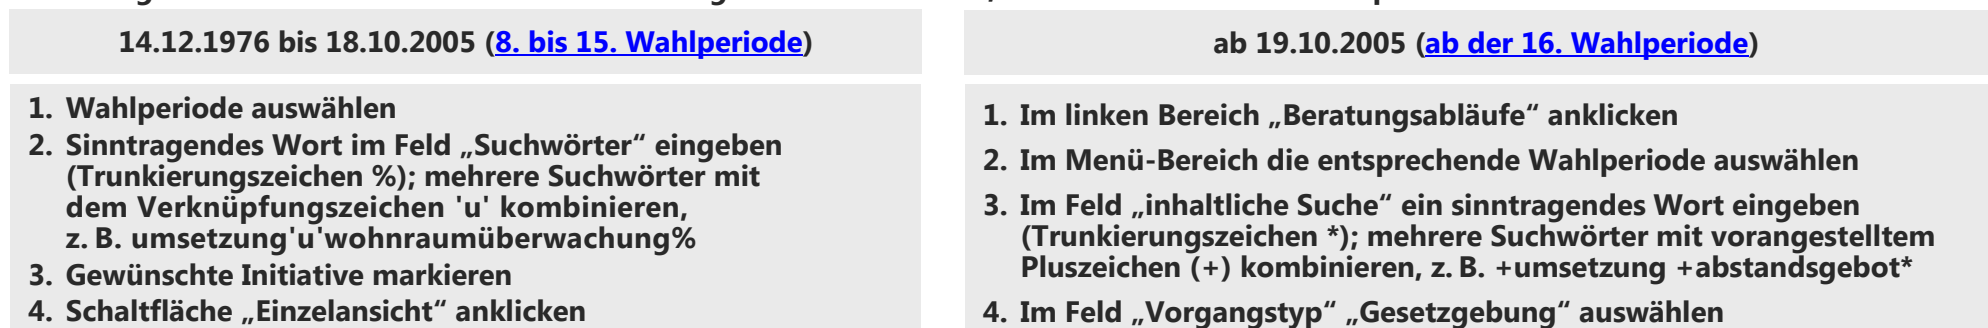 14.12.1976 bis 18.10.2005 (8. bis 15. Wahlperiode)
1. Wahlperiode auswählen
2. Sinntragendes Wort im Feld „Suchwörter“ eingeben
(Trunkierungszeichen %); mehrere Suchwörter mit
dem Verknüpfungszeichen 'u' kombinieren,
z. B. umsetzung'u'wohnraumüberwachung%
3. Gewünschte Initiative markieren
4. Schaltfläche „Einzelansicht“ anklicken
ab 19.10.2005 (ab der 16. Wahlperiode)
1. Im linken Bereich „Beratungsabläufe“ anklicken
2. Im Menü-Bereich die entsprechende Wahlperiode auswählen
3. Im Feld „inhaltliche Suche“ ein sinntragendes Wort eingeben
(Trunkierungszeichen *); mehrere Suchwörter mit vorangestelltem
Pluszeichen (+) kombinieren, z. B. +umsetzung +abstandsgebot*
4. Im Feld „Vorgangstyp“ „Gesetzgebung“ auswählen